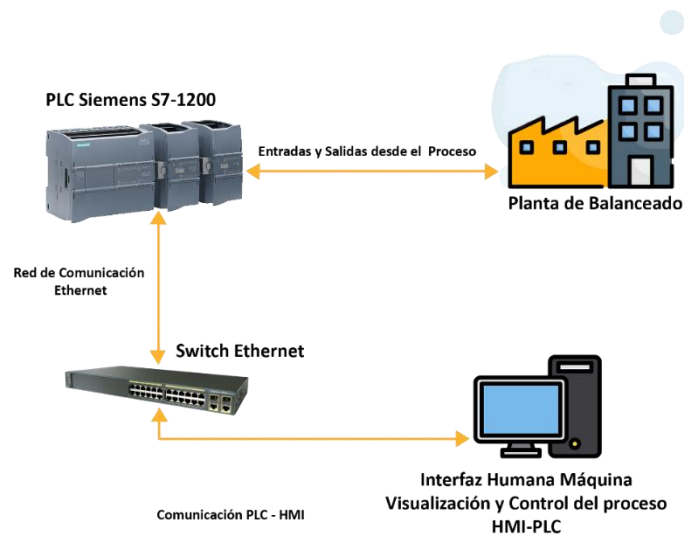 PLC Siemens S7-1200
Entradas y Salidas desde el Proceso
Planta de Balanceado
Red de Comunicación
Ethernet
Switch Ethernet
Interfaz Humana Máquina
Visualización y Control del proceso
HMI-PLC
Comunicación PLC - HMI